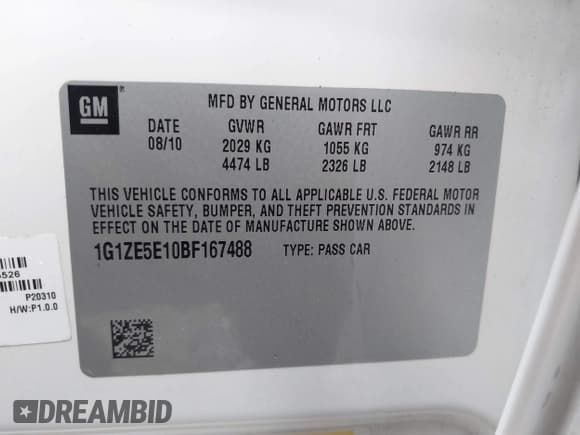 GM ®
MFD BY GENERAL MOTORS LLC
DATE GVWR GAWR FRT GAWR RR
08/10 2029 KG 1055 KG 974 KG
4474 LB 2326 LB 2148 LB
THIS VEHICLE CONFORMS TO ALL APPLICABLE U.S. FEDERAL MOTOR
VEHICLE SAFETY, BUMPER, AND THEFT PREVENTION STANDARDS IN
EFFECT ON THE DATE OF MANUFACTURE SHOWN ABOVE.
1G1ZE5E10BF167488 TYPE: PASS CAR
526
P20310
H/W:P1.0.0
DREAMBID